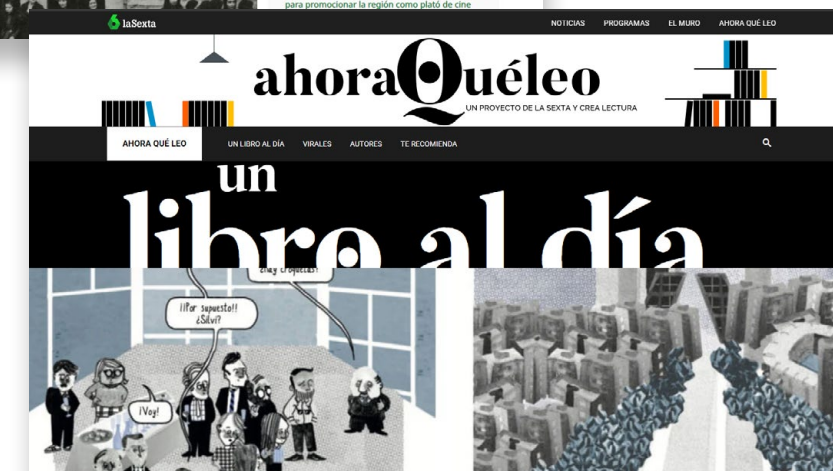 para promocionar la región como plató de cine
6 laSexta
NOTICIAS PROGRAMAS EL MURO AHORA QUÉ LEO
ahoraQuéleo
UN PROYECTO DE LA SEXTA Y CREA LECTURA
AHORA QUÉ LEO UN LIBRO AL DÍA VIRALES AUTORES TE RECOMIENDA
un
libro al día
¿Hay croquetas?
¡¡Por supuesto!!
¿Silvi?
¡Voy!